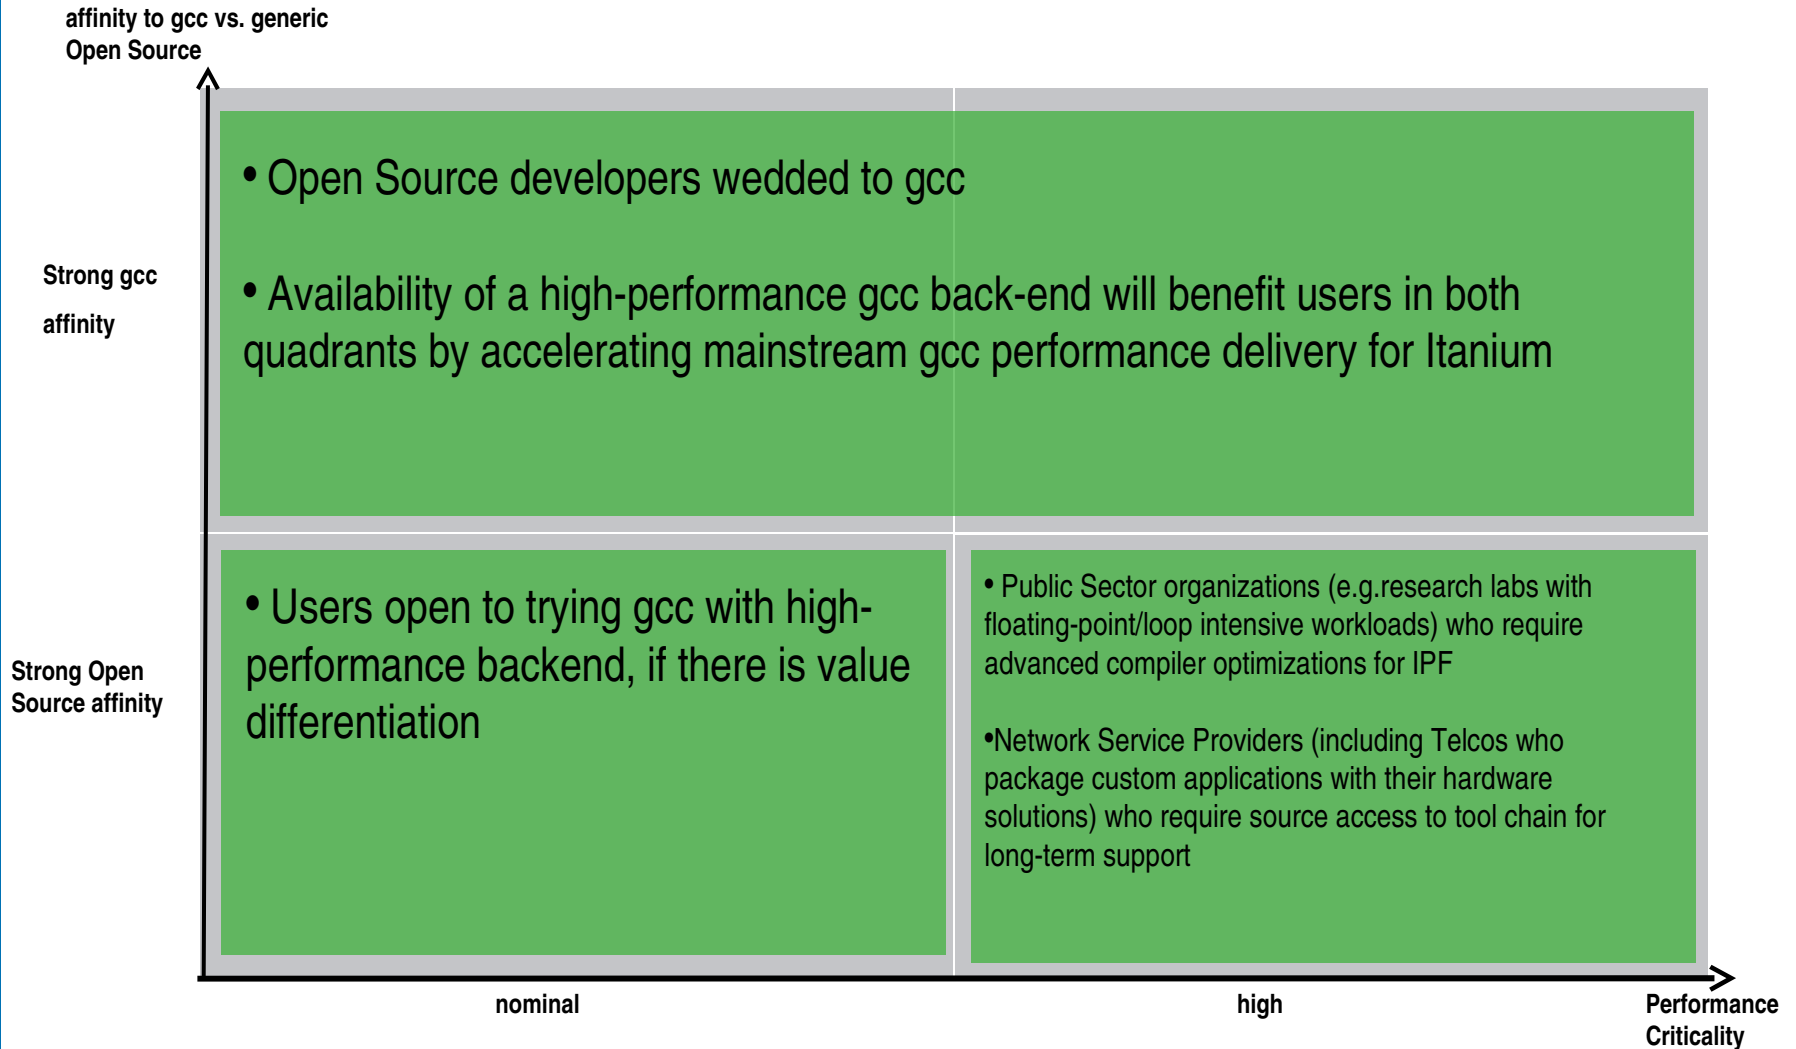 affinity to gcc vs. generic
Open Source
• Open Source developers wedded to gcc
• Availability of a high-performance gcc back-end will benefit users in both
quadrants by accelerating mainstream gcc performance delivery for Itanium
Strong gcc
affinity
• Users open to trying gcc with high-
performance backend, if there is value
differentiation
• Public Sector organizations (e.g.research labs with
floating-point/loop intensive workloads) who require
advanced compiler optimizations for IPF
•Network Service Providers (including Telcos who
package custom applications with their hardware
solutions) who require source access to tool chain for
long-term support
Strong Open
Source affinity
nominal
high
Performance
Criticality